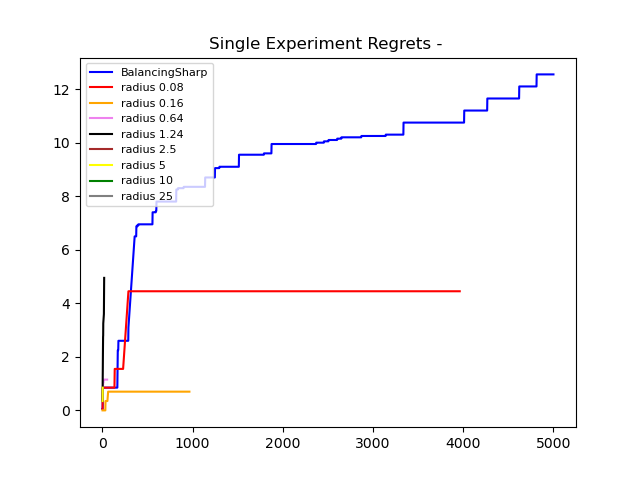 Single Experiment Regrets -
BalancingSharp
radius 0.08
radius 0.16
radius 0.64
radius 1.24
radius 2.5
radius 5
radius 10
radius 25
12
10
8
6
4
2
0
0 1000 2000 3000 4000 5000